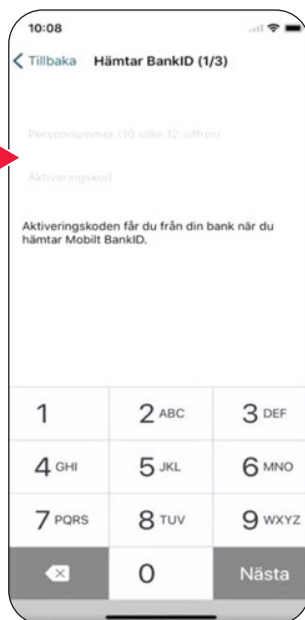 10:08
Tillbaka Hämtar BankID (1/3)
Personnummer (10 eller 12 siffror)
Aktiveringskod
Aktiveringskoden får du från din bank när du
hämtar Mobilt BankID.
1 2 ABC 3 DEF
4 GHI 5 JKL 6 MNO
7 PQRS 8 TUV 9 WXYZ
0 Nästa